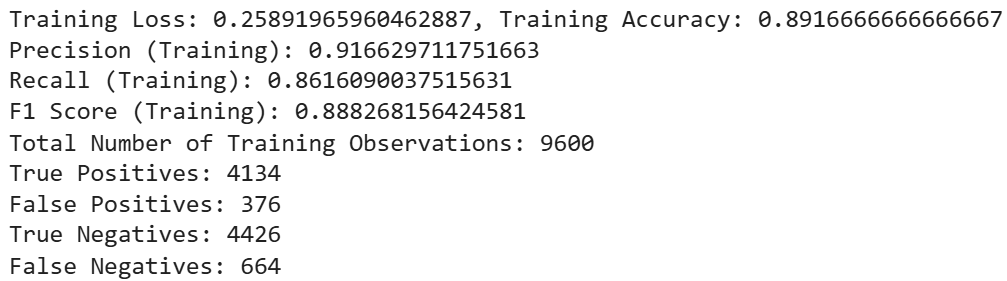 Training Loss: 0.25891965960462887, Training Accuracy: 0.8916666666666667
Precision (Training): 0.916629711751663
Recall (Training): 0.8616090037515631
F1 Score (Training): 0.888268156424581
Total Number of Training Observations: 9600
True Positives: 4134
False Positives: 376
True Negatives: 4426
False Negatives: 664